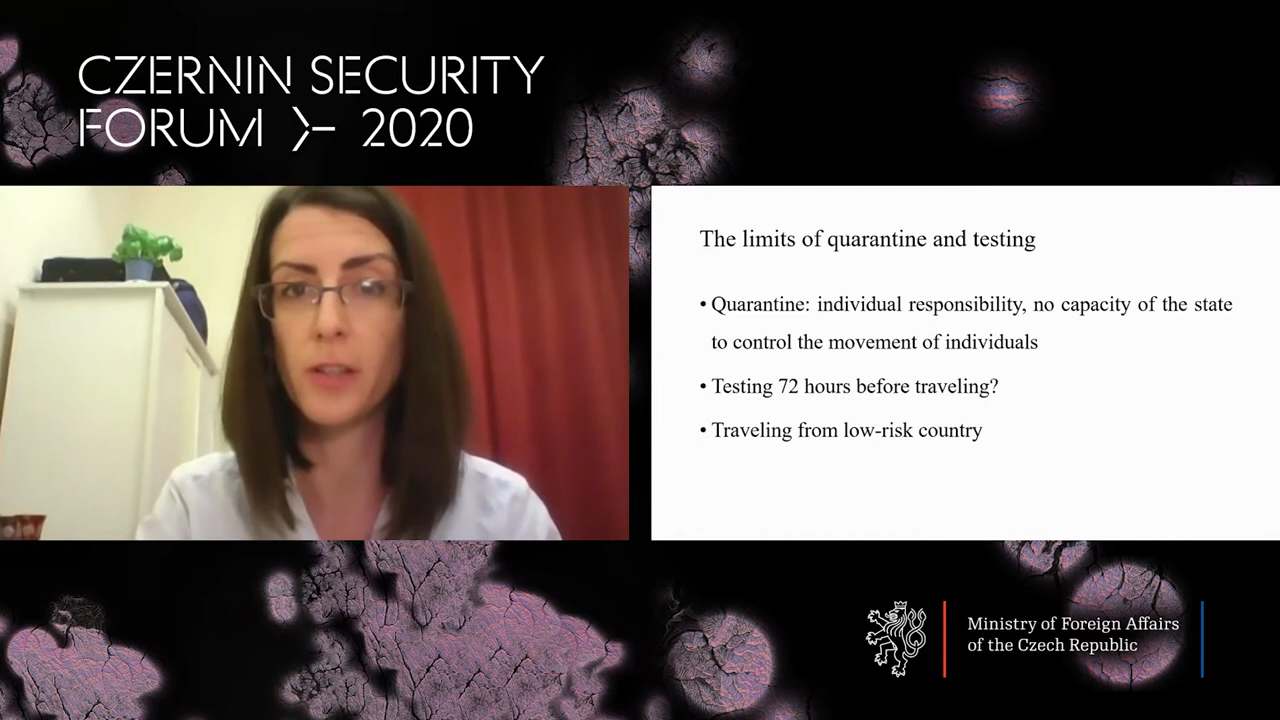 CZERNIN SECURITY
FORUM >- 2020
The limits of quarantine and testing
• Quarantine: individual responsibility, no capacity of the state
to control the movement of individuals
• Testing 72 hours before traveling?
• Traveling from low-risk country
Ministry of Foreign Affairs
of the Czech Republic